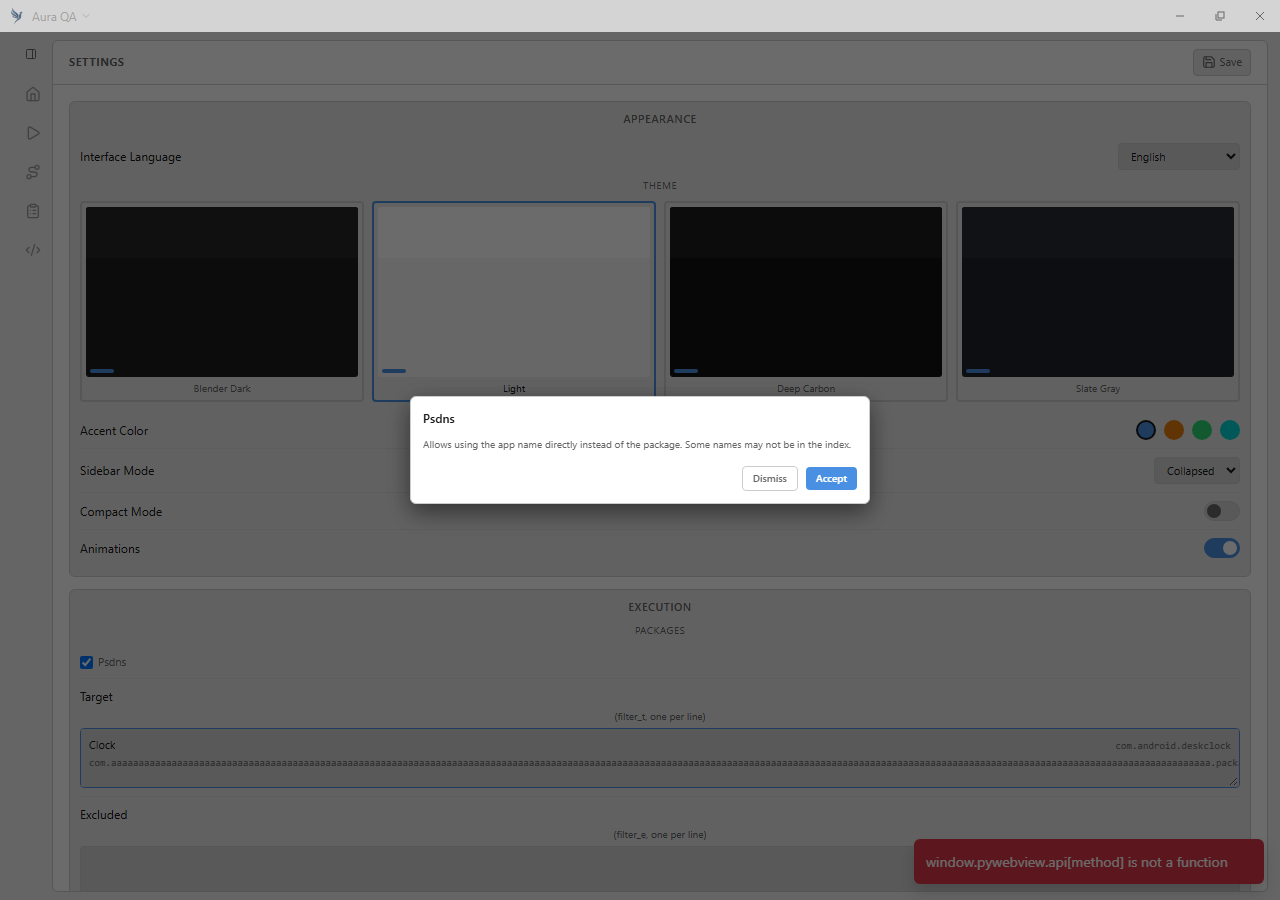 Aura QA
SETTINGS
Save
APPEARANCE
Interface Language
English
THEME
Blender Dark
Light
Deep Carbon
Slate Gray
Accent Color
Sidebar Mode
Collapsed
Compact Mode
Animations
Psdns
Allows using the app name directly instead of the package. Some names may not be in the index.
Dismiss
Accept
EXECUTION
PACKAGES
Psdns
Target
(filter_t, one per line)
Clock
com.android.deskclock
Excluded
(filter_e, one per line)
window.pywebview.api[method] is not a function